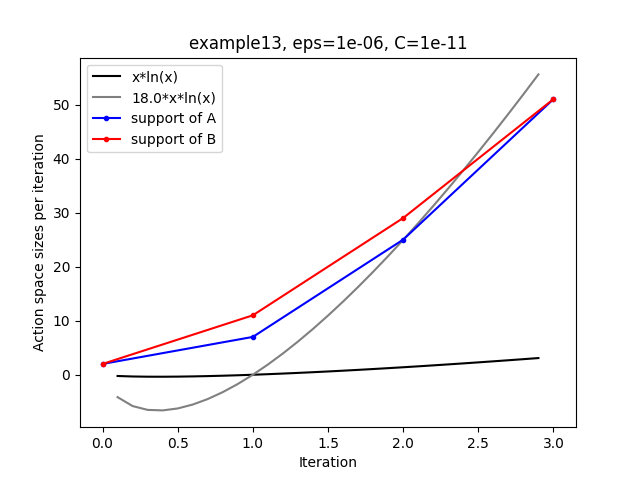 example13, eps=1e-06, C=1e-11
x*ln(x)
18.0*x*ln(x)
support of A
support of B
Action space sizes per iteration
50
40
30
20
10
0
0.0 0.5 1.0 1.5 2.0 2.5 3.0
Iteration